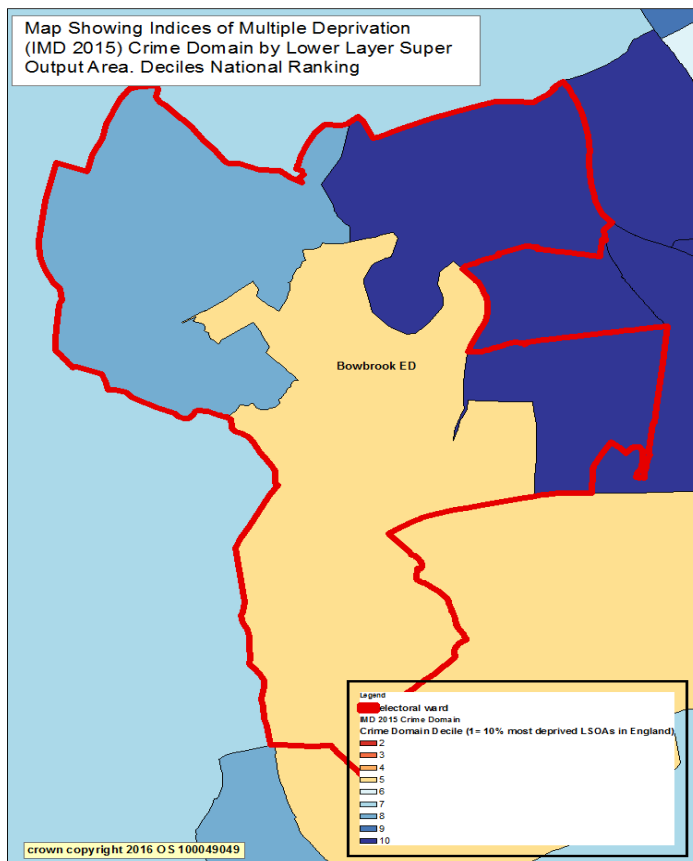 Map Showing Indices of Multiple Deprivation
(IMD 2015) Crime Domain by Lower Layer Super
Output Area. Deciles National Ranking
Bowbrook ED
Legend
electoral ward
IMD 2015 Crime Domain
Crime Domain Decile (1= 10% most deprived LSOAs in England)
2
3
4
5
6
7
8
9
10
crown copyright 2016 OS 100049049